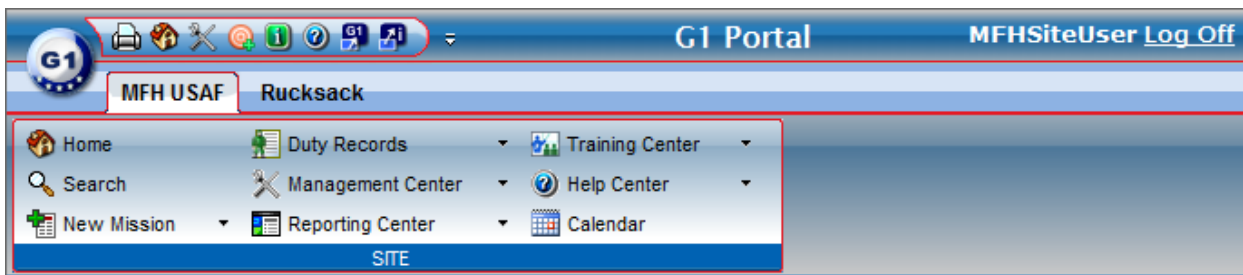 G1 G1 i G1 Portal MFHSiteUser Log Off
MFH USAF Rucksack
Home Duty Records Training Center
Search Management Center Help Center
New Mission Reporting Center Calendar
SITE